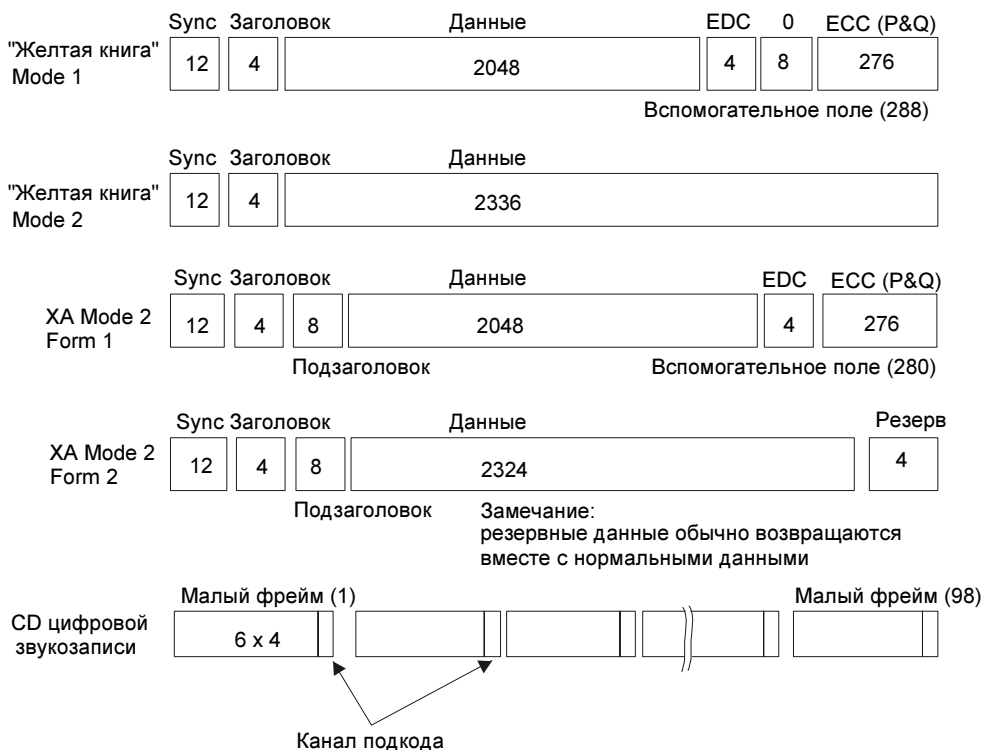 Sync Заголовок Данные EDC 0 ECC (P&Q)
"Желтая книга"
Mode 1
12 4 2048 4 8 276
Вспомогательное поле (288)
Sync Заголовок Данные
"Желтая книга"
Mode 2
12 4 2336
Sync Заголовок Данные EDC ECC (P&Q)
XA Mode 2
Form 1
12 4 8 2048 4 276
Подзаголовок Вспомогательное поле (280)
Sync Заголовок Данные Резерв
XA Mode 2
Form 2
12 4 8 2324 4
Подзаголовок
Замечание:
резервные данные обычно возвращаются
вместе с нормальными данными
Малый фрейм (1) Малый фрейм (98)
CD цифровой
звукозаписи
6 x 4
Канал подкода